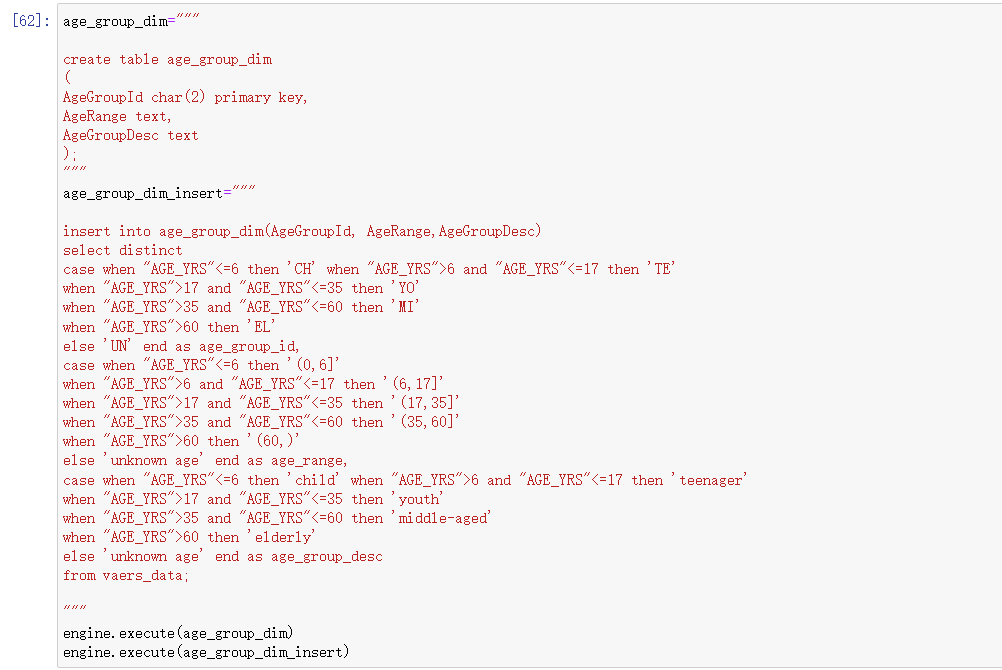 [62]: age_group_dim="""
create table age_group_dim
(
AgeGroupId char(2) primary key,
AgeRange text,
AgeGroupDesc text
);
"""
age_group_dim_insert="""
insert into age_group_dim(AgeGroupId, AgeRange,AgeGroupDesc)
select distinct
case when "AGE_YRS"<=6 then 'CH' when "AGE_YRS">6 and "AGE_YRS"<=17 then 'TE'
when "AGE_YRS">17 and "AGE_YRS"<=35 then 'YO'
when "AGE_YRS">35 and "AGE_YRS"<=60 then 'MI'
when "AGE_YRS">60 then 'EL'
else 'UN' end as age_group_id,
case when "AGE_YRS"<=6 then '(0,6]'
when "AGE_YRS">6 and "AGE_YRS"<=17 then '(6,17]'
when "AGE_YRS">17 and "AGE_YRS"<=35 then '(17,35]'
when "AGE_YRS">35 and "AGE_YRS"<=60 then '(35,60]'
when "AGE_YRS">60 then '(60,)'
else 'unknown age' end as age_range,
case when "AGE_YRS"<=6 then 'child' when "AGE_YRS">6 and "AGE_YRS"<=17 then 'teenager'
when "AGE_YRS">17 and "AGE_YRS"<=35 then 'youth'
when "AGE_YRS">35 and "AGE_YRS"<=60 then 'middle-aged'
when "AGE_YRS">60 then 'elderly'
else 'unknown age' end as age_group_desc
from vaers_data;
"""
engine.execute(age_group_dim)
engine.execute(age_group_dim_insert)